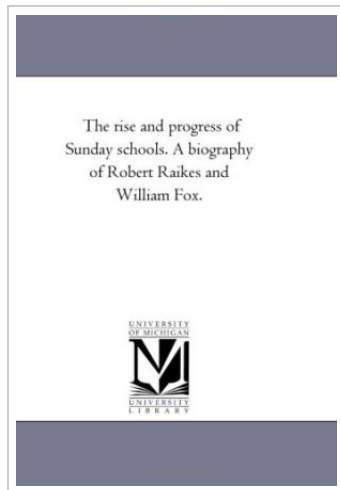 The rise and progress of
Sunday schools. A biography
of Robert Raikes and
William Fox.
UNIVERSITY
OF MICHIGAN
M
UNIVERSITY
LIBRARY